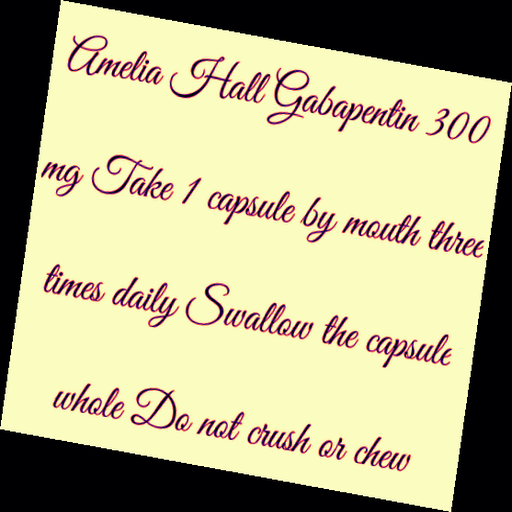 Amelia Hall Gabapentin 300
mg Take 1 capsule by mouth three
times daily Swallow the capsule
whole Do not crush or chew